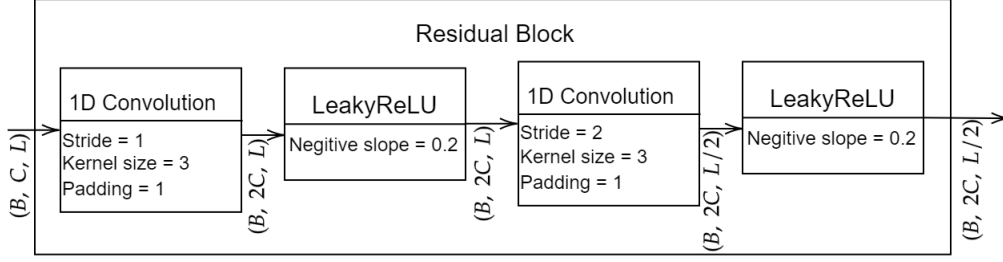 Residual Block
1D Convolution
Stride = 1
Kernel size = 3
Padding = 1
LeakyReLU
Negitive slope = 0.2
1D Convolution
Stride = 2
Kernel size = 3
Padding = 1
LeakyReLU
Negitive slope = 0.2
(B, C, L)
(B, 2C, L)
(B, 2C, L)
(B, 2C, L/2)
(B, 2C, L/2)